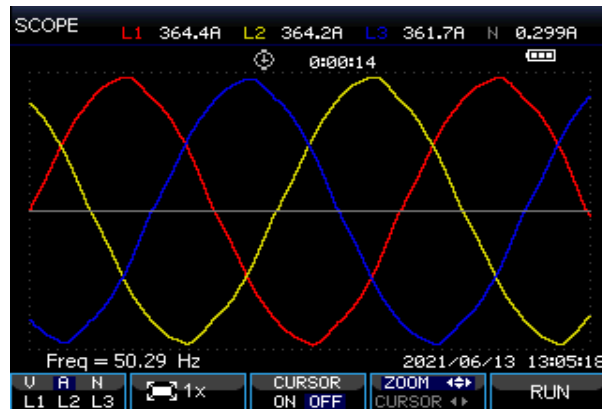 SCOPE L1 364.4A L2 364.2A L3 361.7A N 0.299A
0:00:14
Freq = 50.29 Hz 2021/06/13 13:05:18
V A N 1x CURSOR ZOOM RUN
L1 L2 L3 ON OFF CURSOR